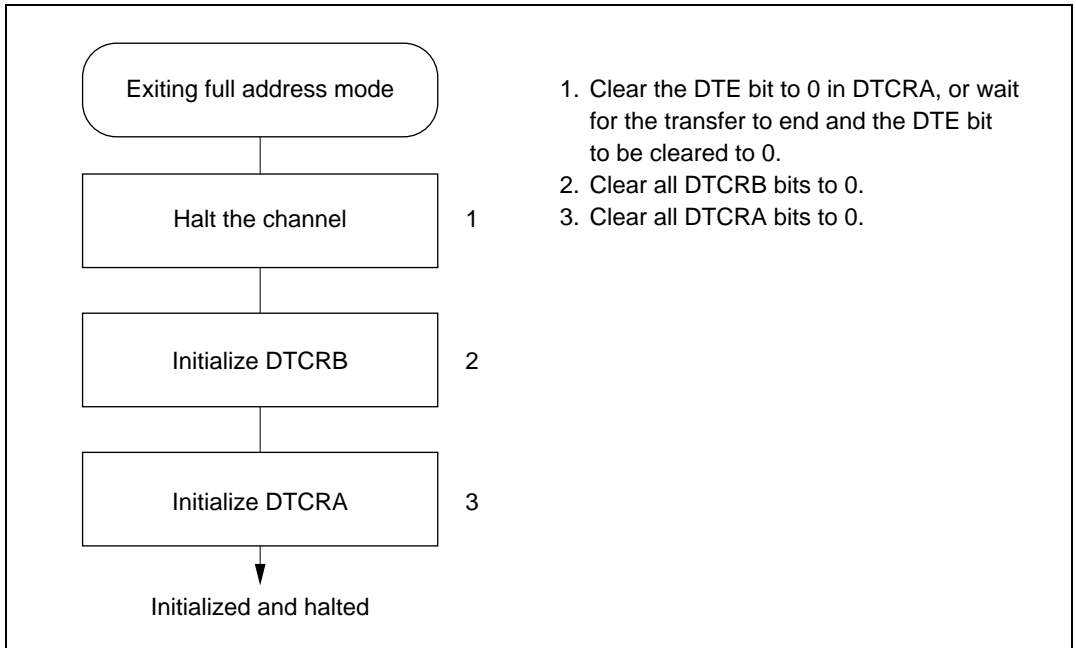 Exiting full address mode
Halt the channel
1
Initialize DTCRB
2
Initialize DTCRA
3
Initialized and halted
1. Clear the DTE bit to 0 in DTCRA, or wait
for the transfer to end and the DTE bit
to be cleared to 0.
2. Clear all DTCRB bits to 0.
3. Clear all DTCRA bits to 0.